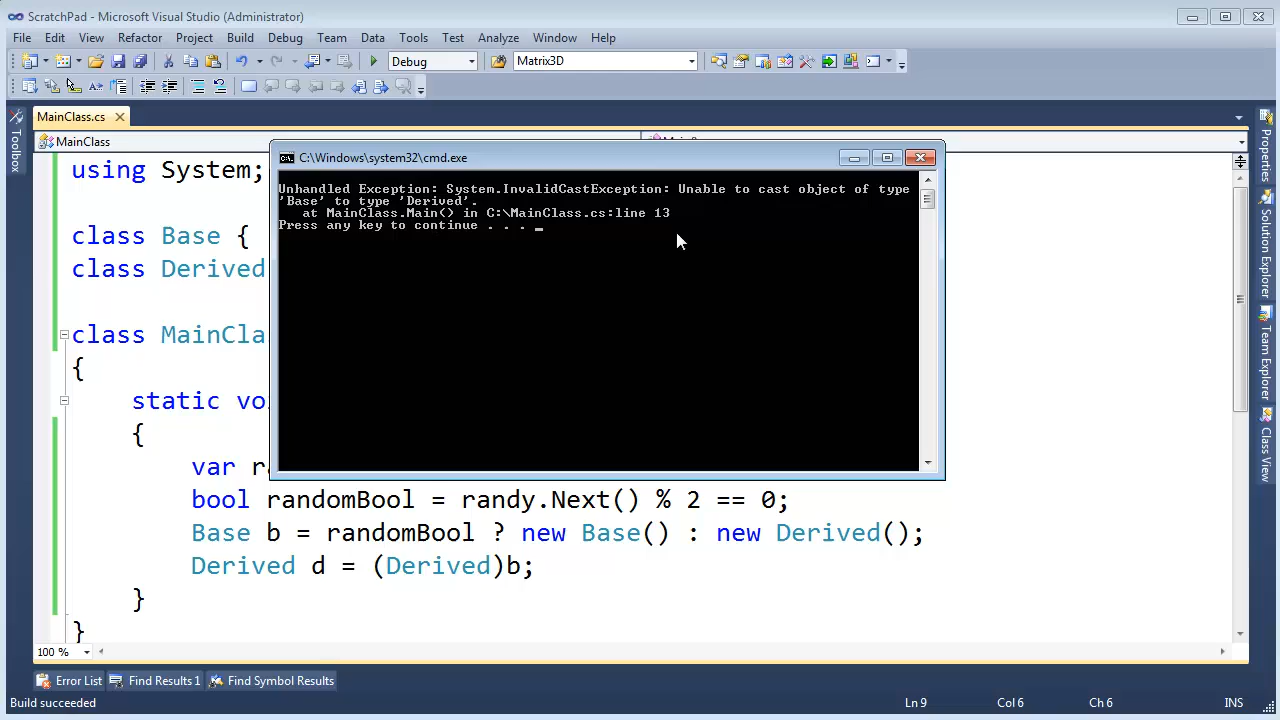 ScratchPad - Microsoft Visual Studio (Administrator)
File Edit View Refactor Project Build Debug Team Data Tools Test Analyze Window Help
Debug Matrix3D
MainClass.cs
MainClass
C:\Windows\system32\cmd.exe
Unhandled Exception: System.InvalidCastException: Unable to cast object of type
'Base' to type 'Derived'.
at MainClass.Main() in C:\MainClass.cs:line 13
Press any key to continue . . . _
using System;
class Base {
class Derived
class MainCla
{
static voi
{
var ra
bool randomBool = randy.Next() % 2 == 0;
Base b = randomBool ? new Base() : new Derived();
Derived d = (Derived)b;
}
}
100 %
Toolbox
Properties
Solution Explorer
Team Explorer
Class View
Error List Find Results 1 Find Symbol Results
Build succeeded Ln 9 Col 6 Ch 6 INS